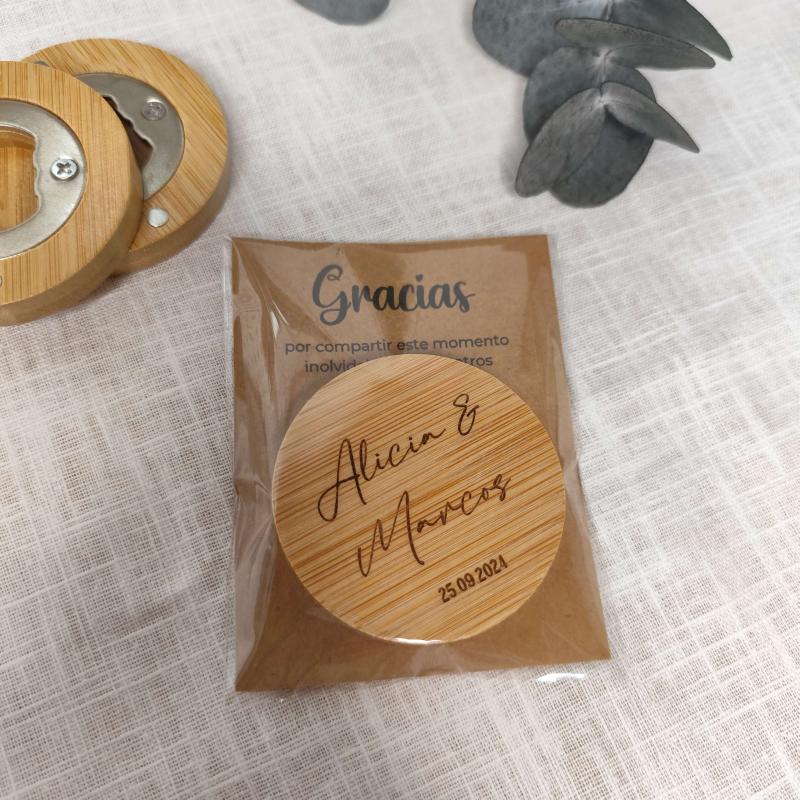 Gracias
por compartir este momento
Alicia &
Marcos
25.09.2024